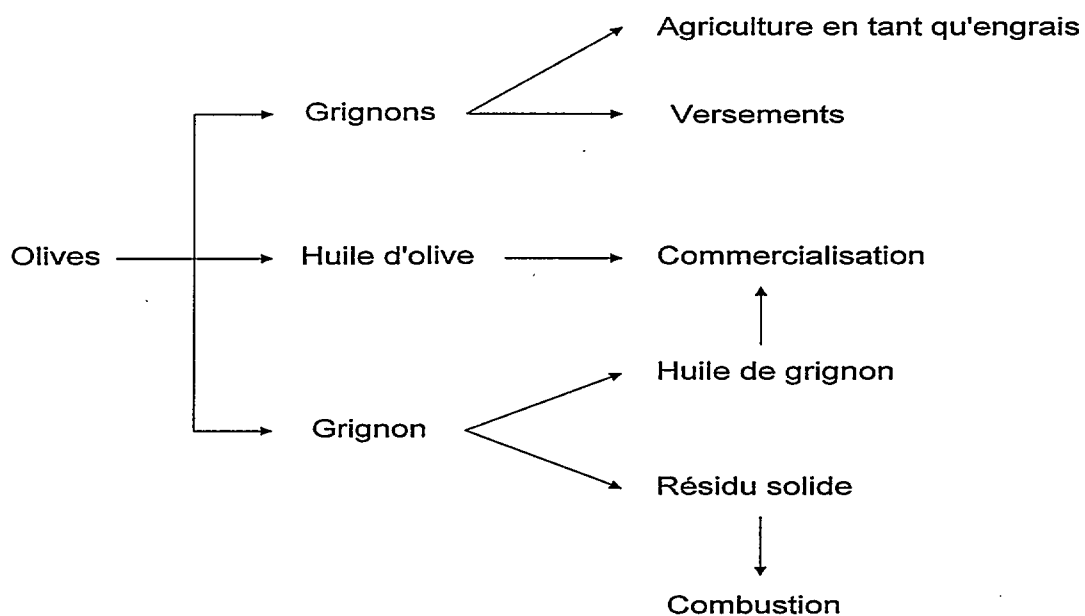 Agriculture en tant qu'engrais
Grignons
Versements
Olives
Huile d'olive
Commercialisation
Huile de grignon
Grignon
Résidu solide
Combustion